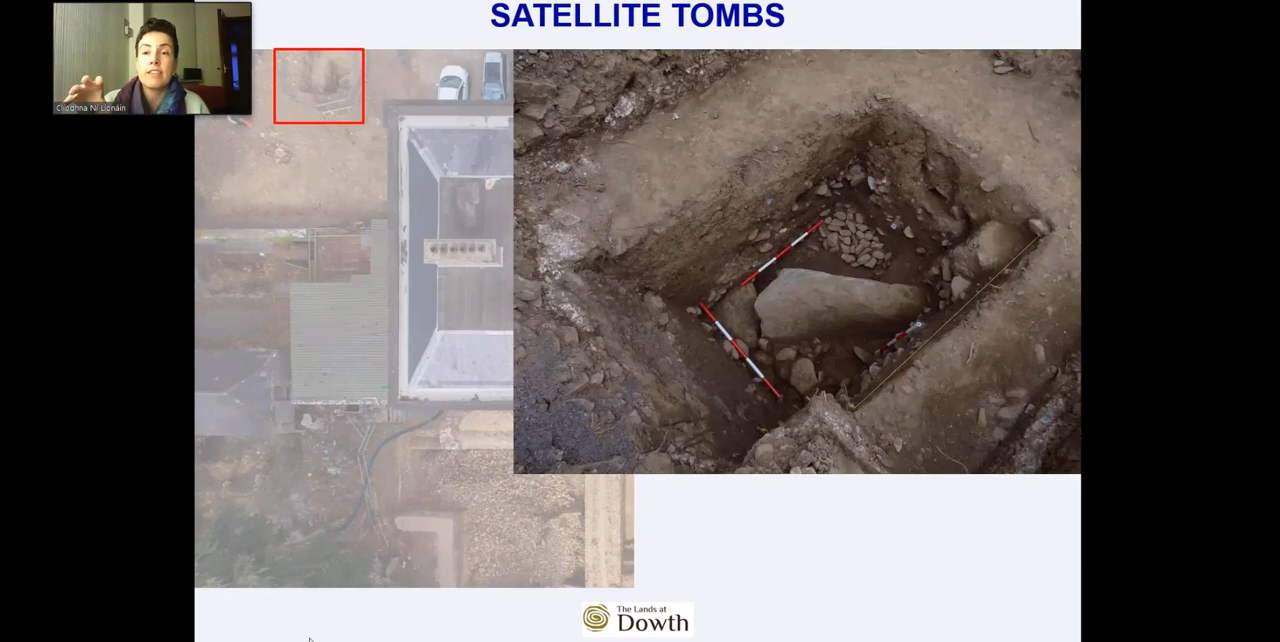 SATELLITE TOMBS
Clíodhna Ní Lionáin
The Lands at
Dowth